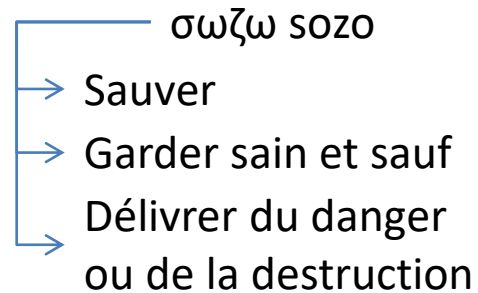 σωζω sozo
Sauver
Garder sain et sauf
Délivrer du danger
ou de la destruction